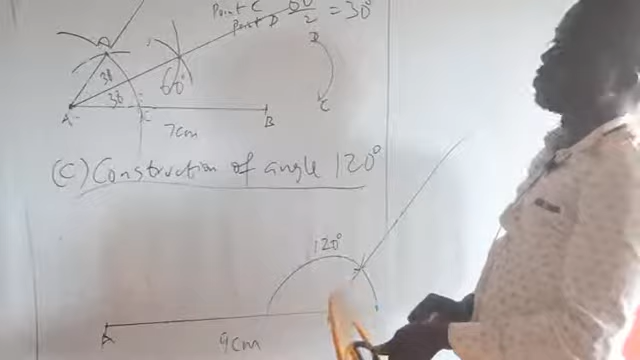 Point C 60/2 = 30°
Point D
D
30
30
60°
A
C
B
D
C
7cm
(C) Construction of angle 120°
120°
A
9cm